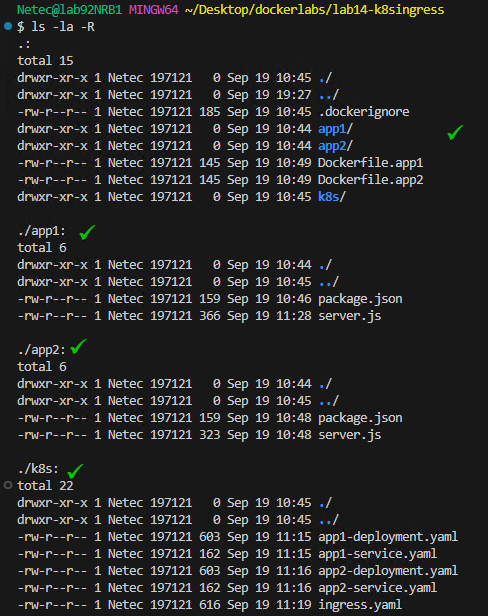 Netec@lab92NRB1 MINGW64 ~/Desktop/dockerlabs/lab14-k8singress
$ ls -la -R
.:
total 15
drwxr-xr-x 1 Netec 197121   0 Sep 19 10:45 ./
drwxr-xr-x 1 Netec 197121   0 Sep 19 19:27 ../
-rw-r--r-- 1 Netec 197121 185 Sep 19 10:45 .dockerignore
drwxr-xr-x 1 Netec 197121   0 Sep 19 10:44 app1/
drwxr-xr-x 1 Netec 197121   0 Sep 19 10:44 app2/
-rw-r--r-- 1 Netec 197121 145 Sep 19 10:49 Dockerfile.app1
-rw-r--r-- 1 Netec 197121 145 Sep 19 10:49 Dockerfile.app2
drwxr-xr-x 1 Netec 197121   0 Sep 19 10:45 k8s/
./app1:
total 6
drwxr-xr-x 1 Netec 197121   0 Sep 19 10:44 ./
drwxr-xr-x 1 Netec 197121   0 Sep 19 10:45 ../
-rw-r--r-- 1 Netec 197121 159 Sep 19 10:46 package.json
-rw-r--r-- 1 Netec 197121 366 Sep 19 11:28 server.js
./app2:
total 6
drwxr-xr-x 1 Netec 197121   0 Sep 19 10:44 ./
drwxr-xr-x 1 Netec 197121   0 Sep 19 10:45 ../
-rw-r--r-- 1 Netec 197121 159 Sep 19 10:48 package.json
-rw-r--r-- 1 Netec 197121 323 Sep 19 10:48 server.js
./k8s:
total 22
drwxr-xr-x 1 Netec 197121   0 Sep 19 10:45 ./
drwxr-xr-x 1 Netec 197121   0 Sep 19 10:45 ../
-rw-r--r-- 1 Netec 197121 603 Sep 19 11:15 app1-deployment.yaml
-rw-r--r-- 1 Netec 197121 162 Sep 19 11:15 app1-service.yaml
-rw-r--r-- 1 Netec 197121 603 Sep 19 11:16 app2-deployment.yaml
-rw-r--r-- 1 Netec 197121 162 Sep 19 11:16 app2-service.yaml
-rw-r--r-- 1 Netec 197121 616 Sep 19 11:19 ingress.yaml